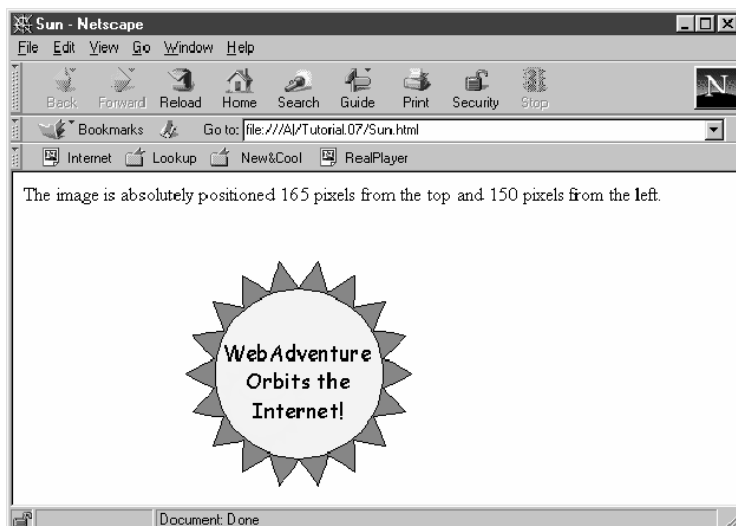 Sun - Netscape
File Edit View Go Window Help
N
Back Forward Reload Home Search Guide Print Security Stop
Bookmarks Go to: file:///A|/Tutorial.07/Sun.html
Internet Lookup New&Cool RealPlayer
The image is absolutely positioned 165 pixels from the top and 150 pixels from the left.
WebAdventure
Orbits the
Internet!
Document: Done